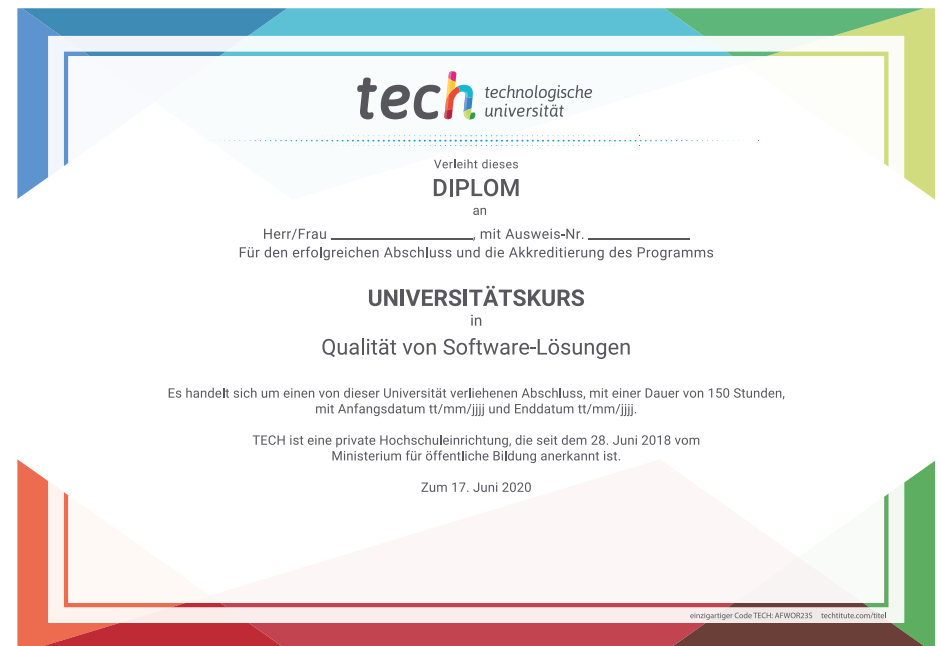 tech technologische
universität
Verleiht dieses
DIPLOM
an
Herr/Frau ____________________, mit Ausweis-Nr. ______________
Für den erfolgreichen Abschluss und die Akkreditierung des Programms
UNIVERSITÄTSKURS
in
Qualität von Software-Lösungen
Es handelt sich um einen von dieser Universität verliehenen Abschluss, mit einer Dauer von 150 Stunden,
mit Anfangsdatum tt/mm/jjjj und Enddatum tt/mm/jjjj.
TECH ist eine private Hochschuleinrichtung, die seit dem 28. Juni 2018 vom
Ministerium für öffentliche Bildung anerkannt ist.
Zum 17. Juni 2020
einzigartiger Code TECH: AFWOR23S techtitute.com/titel